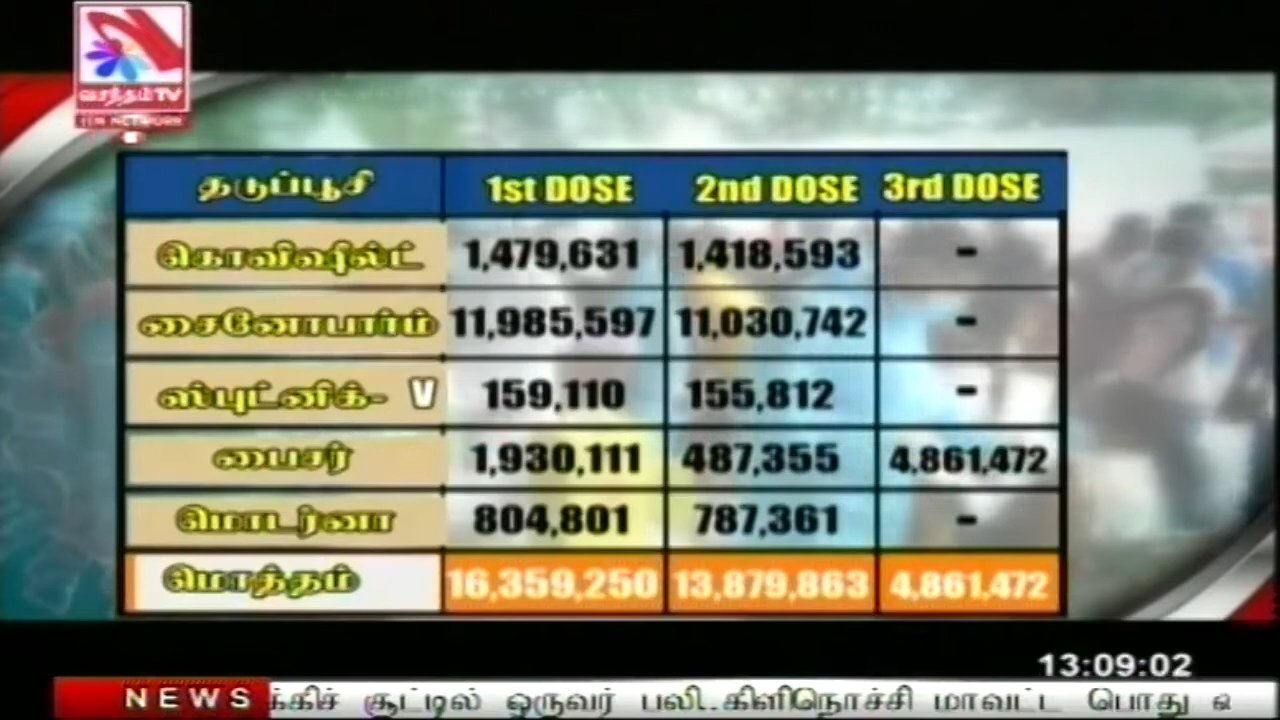 வசந்தம் TV
ITN NETWORK
தடுப்பூசி 1st DOSE 2nd DOSE 3rd DOSE
கொவிஷில்ட் 1,479,631 1,418,593 -
சைனோபார்ம் 11,985,597 11,030,742 -
ஸ்புட்னிக்- V 159,110 155,812 -
பைசர் 1,930,111 487,355 4,861,472
மொடர்னா 804,801 787,361 -
மொத்தம் 16,359,250 13,879,863 4,861,472
13:09:02
NEWS க்கிச் சூட்டில் ஒருவர் பலி..கிளிநொச்சி மாவட்ட பொது